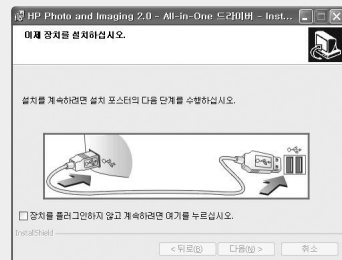 HP Photo and Imaging 2.0 - All-in-One 드라이버 - Inst...
이제 장치를 설치하십시오.
설치를 계속하려면 설치 포스터의 다음 단계를 수행하십시오.
장치를 플러그인하지 않고 계속하려면 여기를 누르십시오.
InstallShield
< 뒤로(B)
다음(N) >
취소